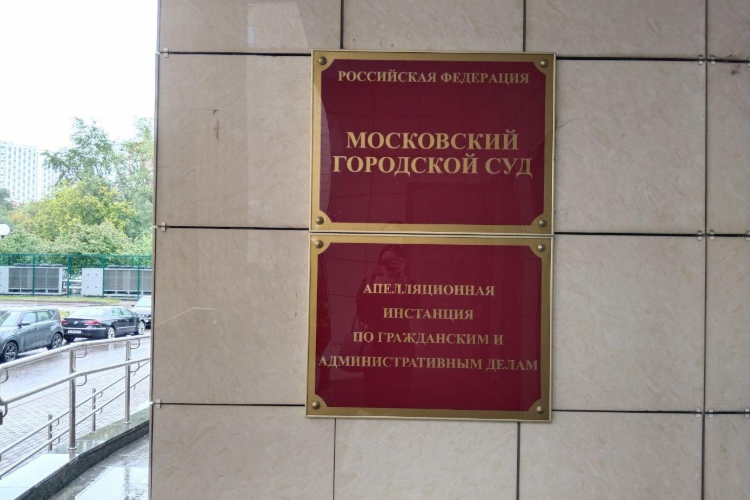 РОССИЙСКАЯ ФЕДЕРАЦИЯ
МОСКОВСКИЙ
ГОРОДСКОЙ СУД
АПЕЛЛЯЦИОННАЯ
ИНСТАНЦИЯ
ПО ГРАЖДАНСКИМ И
АДМИНИСТРАТИВНЫМ ДЕЛАМ